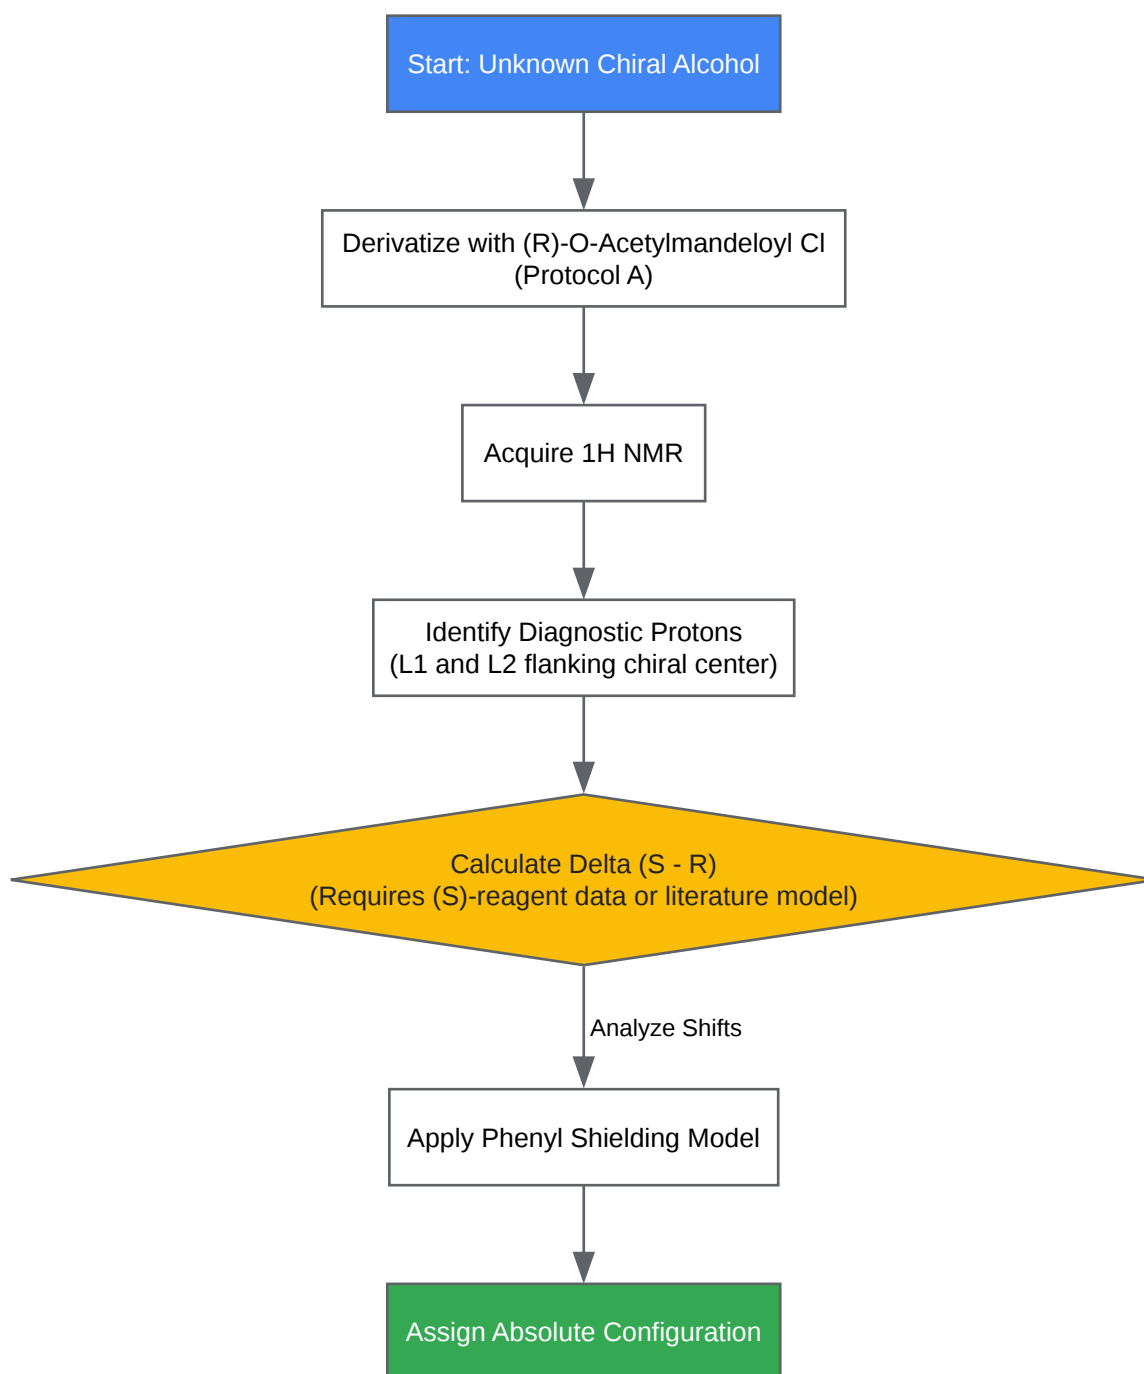 Start: Unknown Chiral Alcohol
Derivatize with (R)-O-Acetylmandeloyl Cl
(Protocol A)
Acquire 1H NMR
Identify Diagnostic Protons
(L1 and L2 flanking chiral center)
Calculate Delta (S - R)
(Requires (S)-reagent data or literature model)
Analyze Shifts
Apply Phenyl Shielding Model
Assign Absolute Configuration